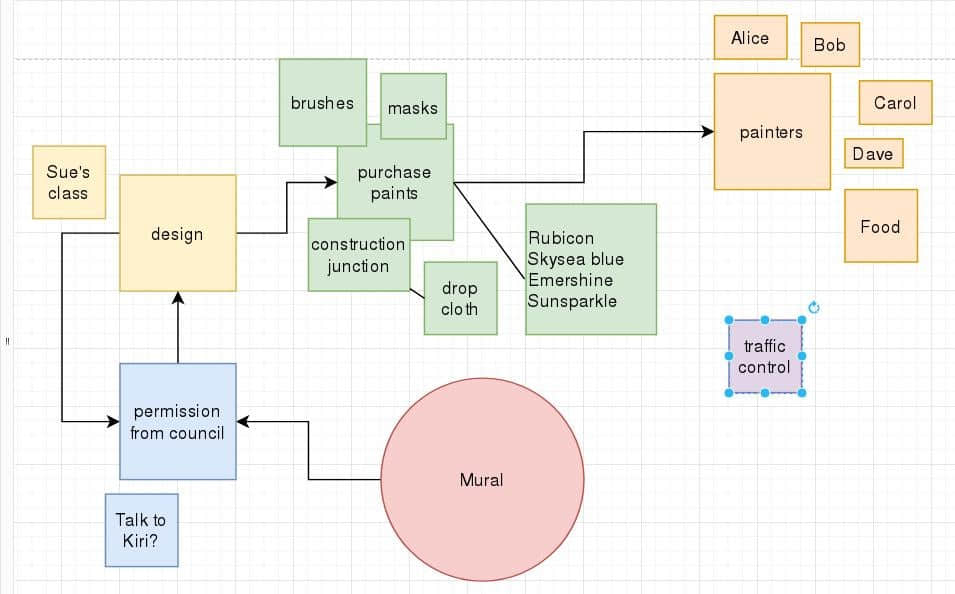 Alice
Bob
brushes
masks
Carol
painters
Dave
Sue's
class
purchase
paints
design
Food
construction
junction
Rubicon
Skysea blue
Emershine
Sunsparkle
drop
cloth
traffic
control
permission
from council
Mural
Talk to
Kiri?